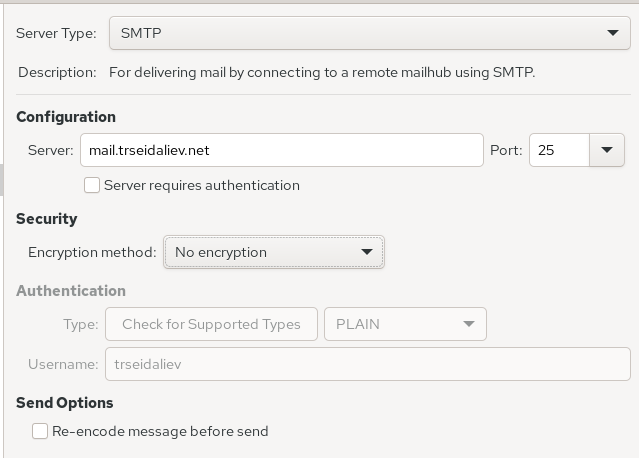 Server Type: SMTP
Description: For delivering mail by connecting to a remote mailhub using SMTP.
Configuration
Server: mail.trseidaliev.net Port: 25
Server requires authentication
Security
Encryption method: No encryption
Authentication
Type: Check for Supported Types PLAIN
Username: trseidaliev
Send Options
Re-encode message before send